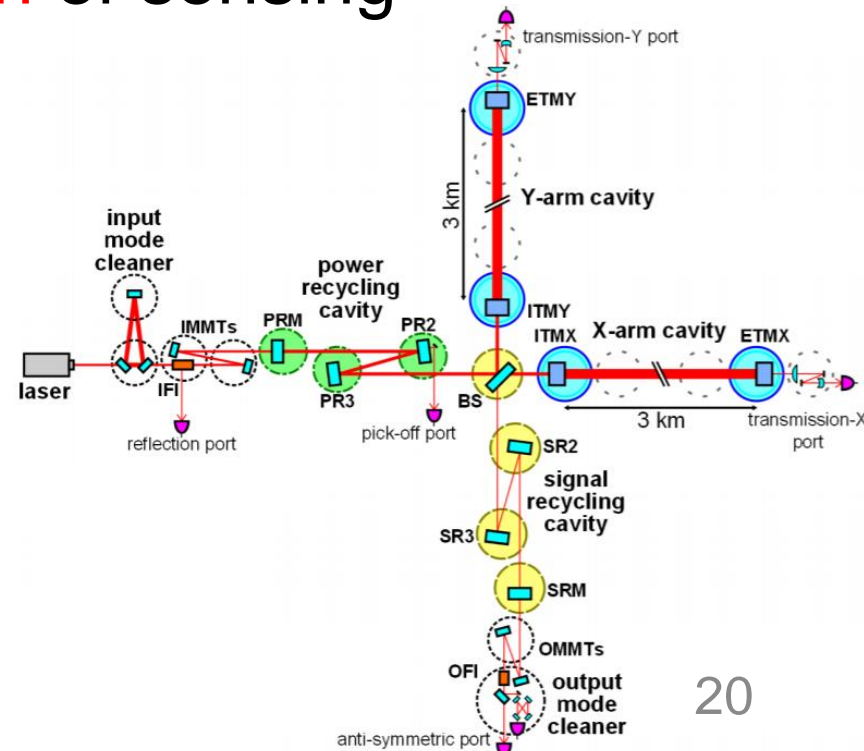 of sensing
transmission-Y port
ETMY
3 km
Y-arm cavity
input
mode
cleaner
power
recycling
cavity
ITMY
IMMTs
PRM
PR2
ITMX
X-arm cavity
ETMX
laser
IFI
PR3
BS
3 km
transmission-X
port
reflection port
pick-off port
SR2
signal
recycling
cavity
SR3
SRM
OMMTs
OFI
output
mode
cleaner
20
anti-symmetric port